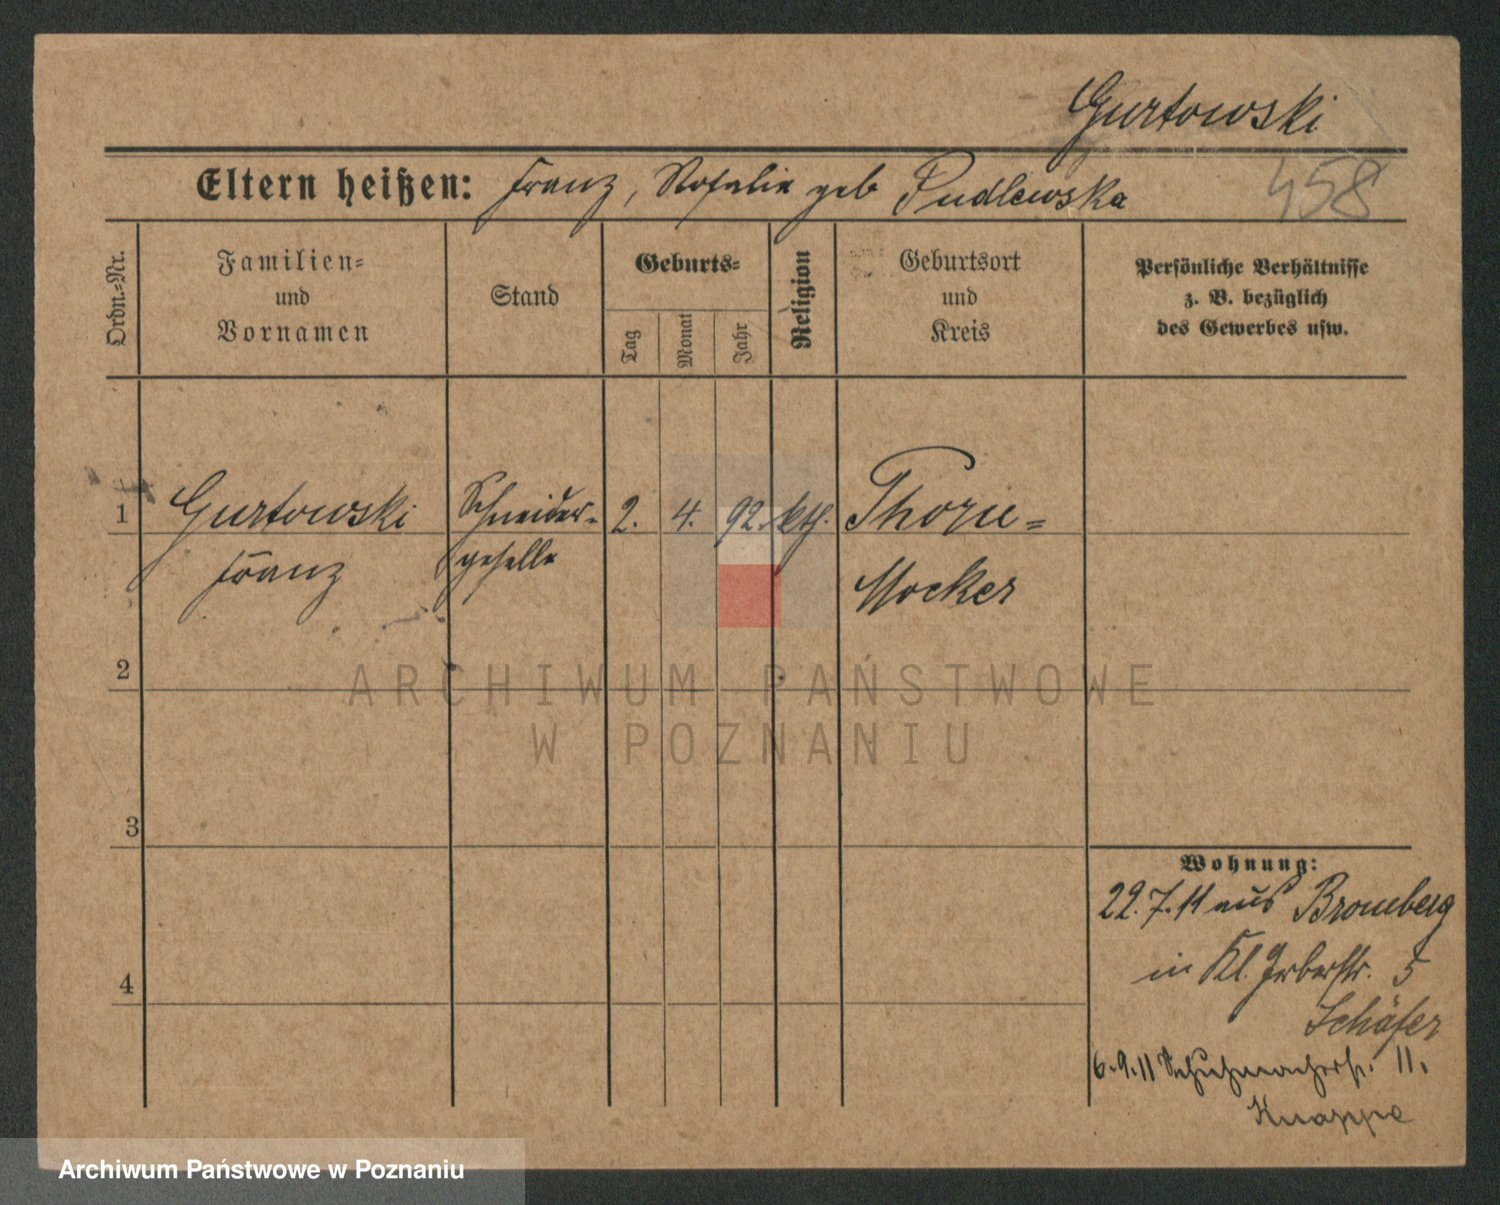 Gurtowski
Eltern heißen: Franz, Rosalie geb Pudlewska
458
Ordn.-Nr.
Familien-
und
Vornamen
Stand
Geburts-
Tag
Monat
Jahr
Religion
Geburtsort
und
Kreis
Persönliche Verhältnisse
z. B. bezüglich
des Gewerbes usw.
1 Gurtowski Schneider- 2. 4. 92. kth. Thorn-
Franz geselle Mocker
2
ARCHIWUM PAŃSTWOWE
W POZNANIU
3
Wohnung:
22.7.11 aus Bromberg
in Kl. Gerberstr. 5
Schäfer
4
6.9.11 Schuhmacherstr. 11.
Knappe
Archiwum Państwowe w Poznaniu